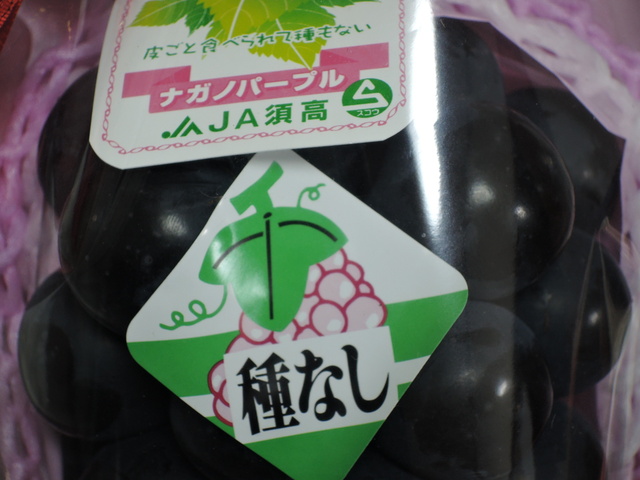 皮ごと食べられて種もない
ナガノパープル
JA須高
スコウ
種なし